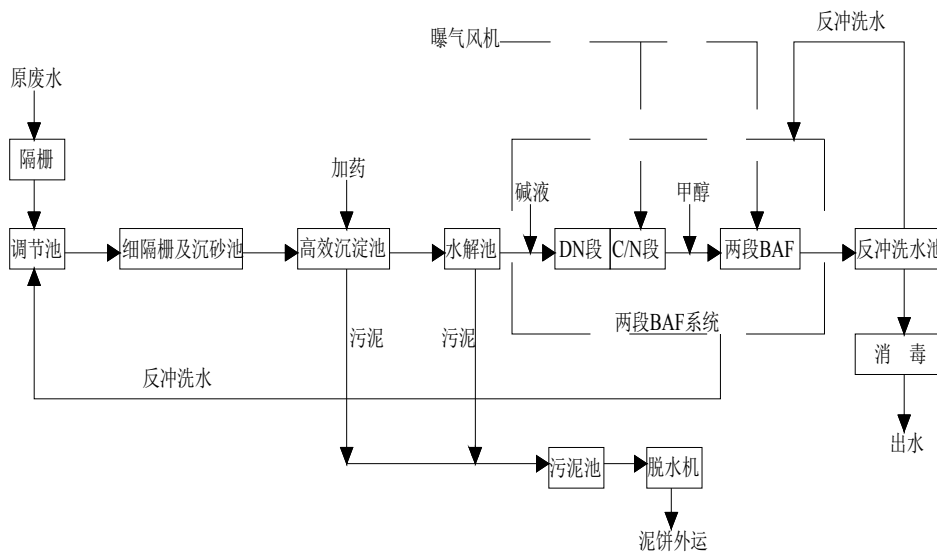 反冲洗水
曝气风机
原废水
隔栅
加药
碱液
甲醇
调节池
细隔栅及沉砂池
高效沉淀池
水解池
DN段
C/N段
两段BAF
反冲洗水池
污泥
污泥
两段BAF系统
消 毒
反冲洗水
出水
污泥池
脱水机
泥饼外运